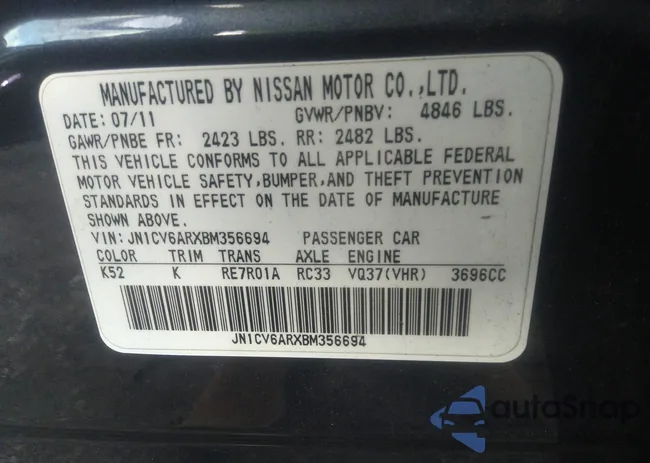 MANUFACTURED BY NISSAN MOTOR CO.,LTD.
DATE: 07/11 GVWR/PNBV: 4846 LBS.
GAWR/PNBE FR: 2423 LBS. RR: 2482 LBS.
THIS VEHICLE CONFORMS TO ALL APPLICABLE FEDERAL
MOTOR VEHICLE SAFETY,BUMPER,AND THEFT PREVENTION
STANDARDS IN EFFECT ON THE DATE OF MANUFACTURE
SHOWN ABOVE.
VIN: JN1CV6ARXBM356694 PASSENGER CAR
COLOR TRIM TRANS AXLE ENGINE
K52 K RE7R01A RC33 VQ37(VHR) 3696CC
JN1CV6ARXBM356694
autoSnap